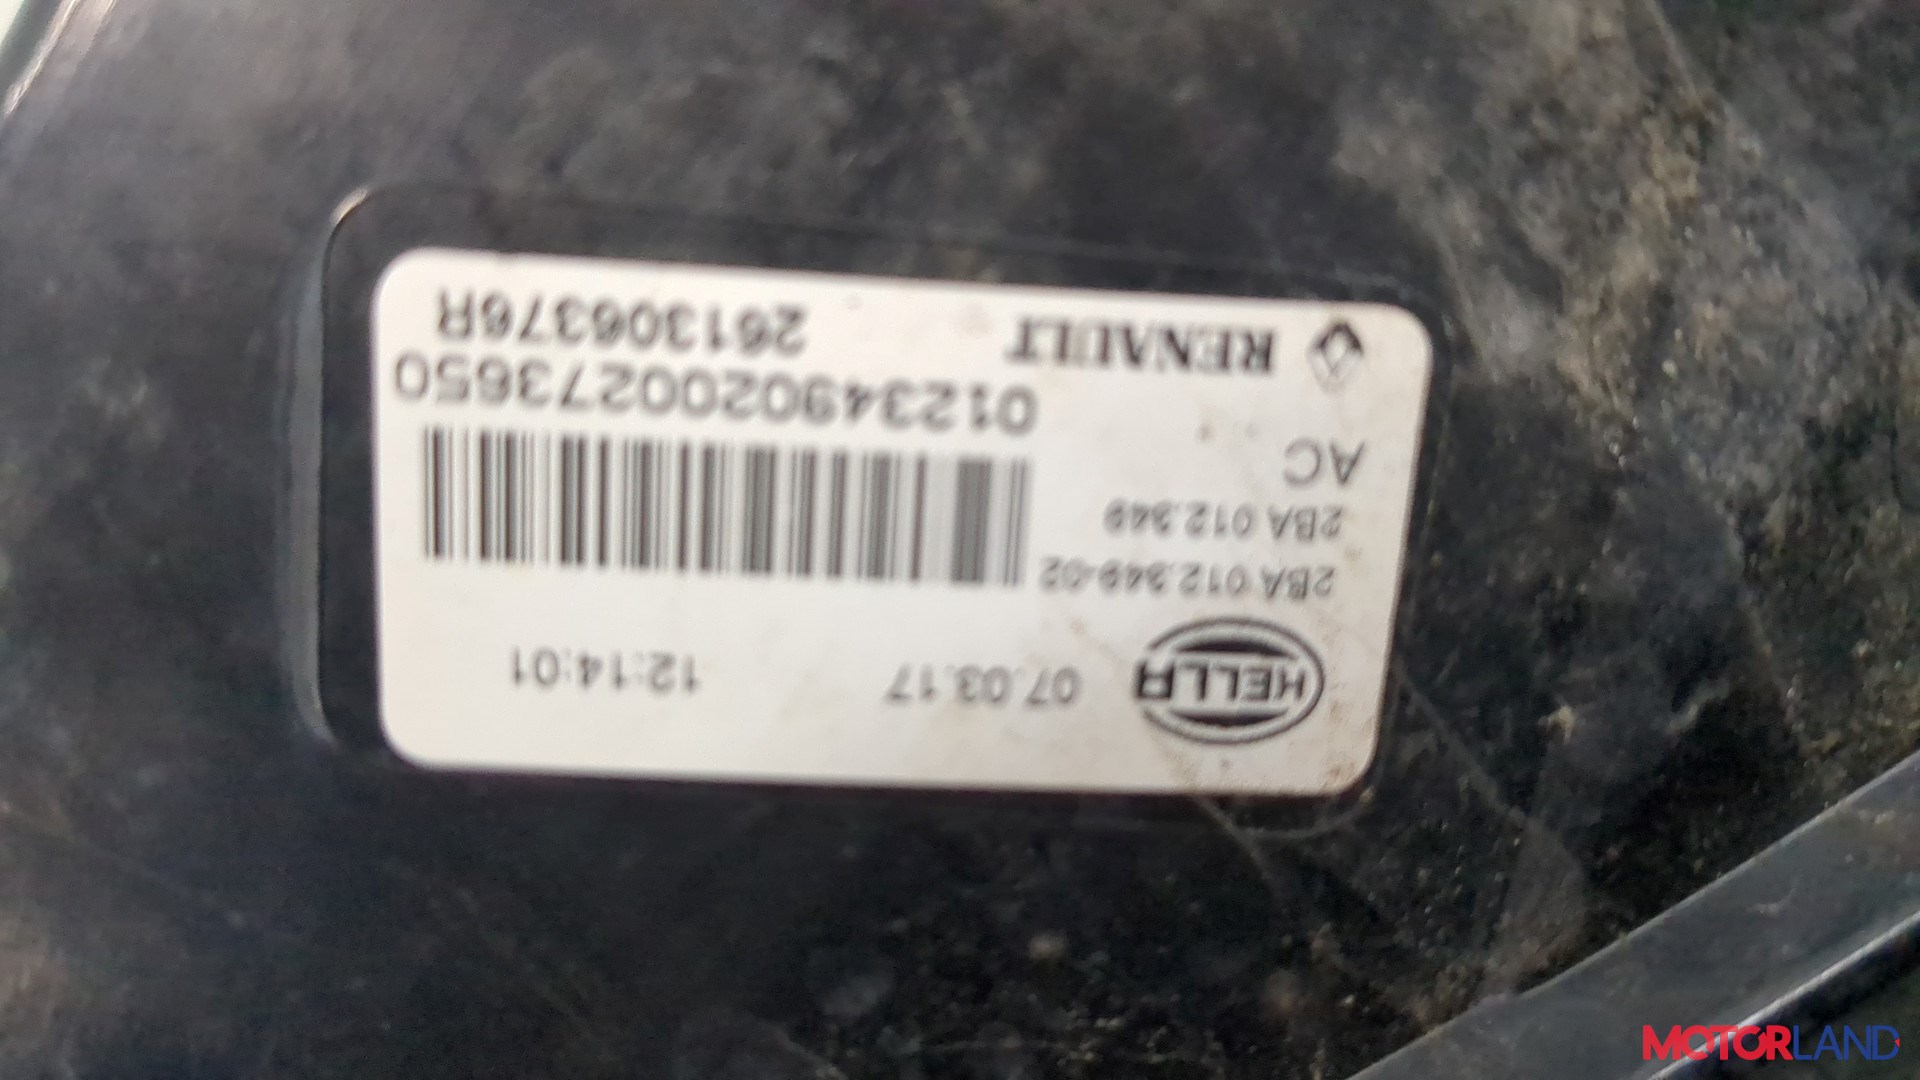 HELLA 07.03.17 12:14:01
2BA 012.349-02
2BA 012.349
AC
0123490200273650
RENAULT 261306376R
MOTORLAND